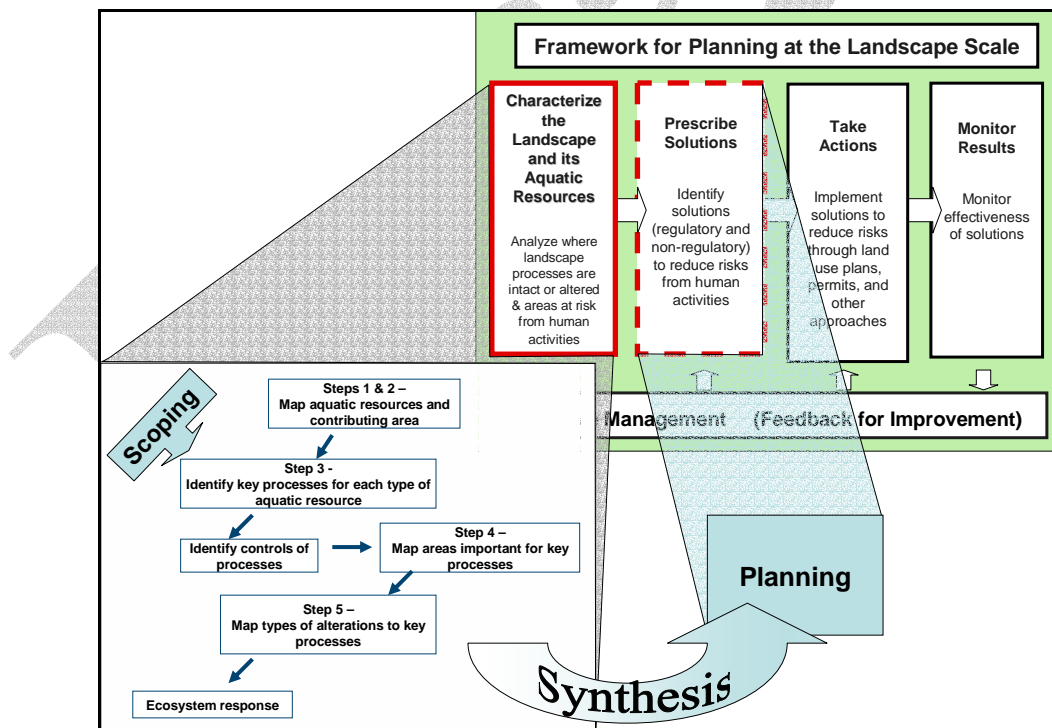 Framework for Planning at the Landscape Scale
Characterize
the
Landscape
and its
Aquatic
Resources
Analyze where
landscape
processes are
intact or altered
& areas at risk
from human
activities
Prescribe
Solutions
Identify
solutions
(regulatory and
non-regulatory)
to reduce risks
from human
activities
Take
Actions
Implement
solutions to
reduce risks
through land
use plans,
permits, and
other
approaches
Monitor
Results
Monitor
effectiveness
of solutions
Management (Feedback for Improvement)
Scoping
Steps 1 & 2 –
Map aquatic resources and
contributing area
Step 3 -
Identify key processes for each type of
aquatic resource
Identify controls of
processes
Step 4 –
Map areas important for key
processes
Step 5 –
Map types of alterations to key
processes
Ecosystem response
Synthesis
Planning